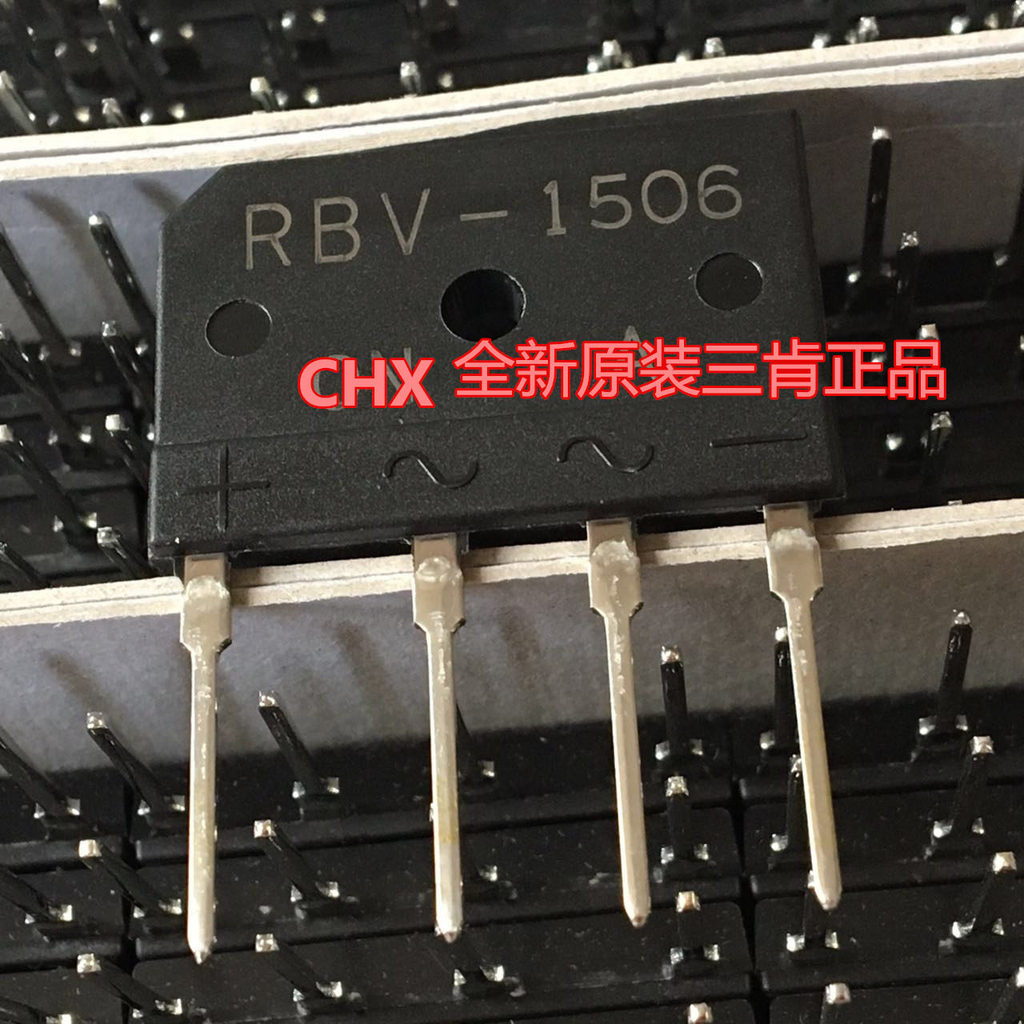 RBV-1506
CHX 全新原装三肯正品
+ ~ ~ -